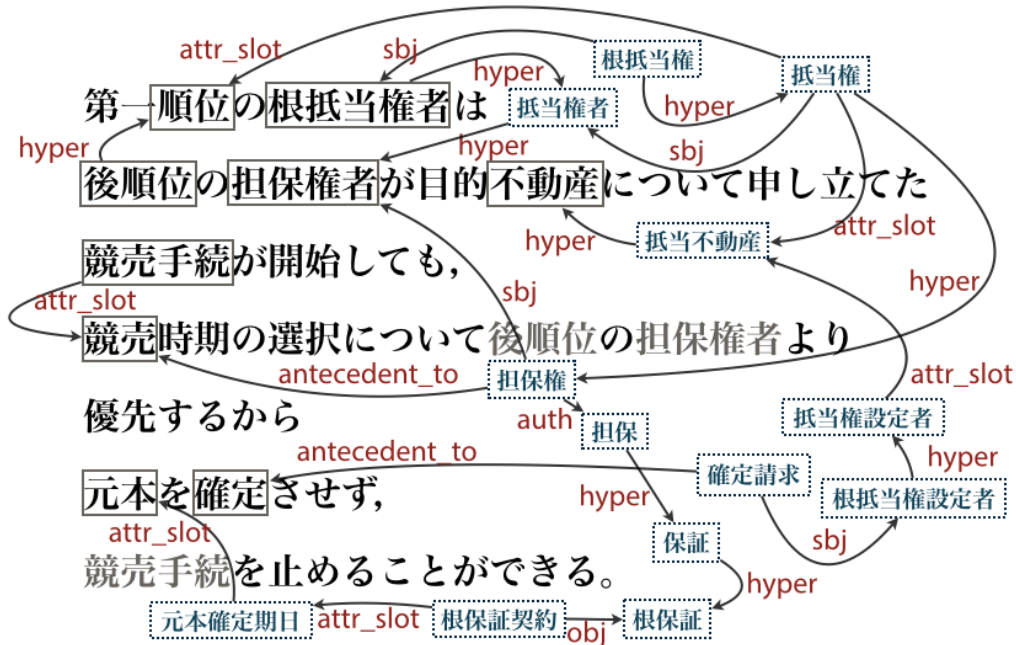 attr_slot
sbj
根抵当権
抵当権
hyper
第一順位の根抵当権者は
抵当権者
hyper
hyper
hyper
sbj
後順位の担保権者が目的不動産について申し立てた
hyper
抵当不動産
attr_slot
競売手続が開始しても,
hyper
attr_slot
sbj
競売時期の選択について後順位の担保権者より
antecedent_to
担保権
attr_slot
優先するから
auth
担保
抵当権設定者
antecedent_to
hyper
元本を確定させず,
確定請求
hyper
根抵当権設定者
attr_slot
保証
sbj
競売手続を止めることができる。
hyper
元本確定期日
attr_slot
根保証契約
obj
根保証